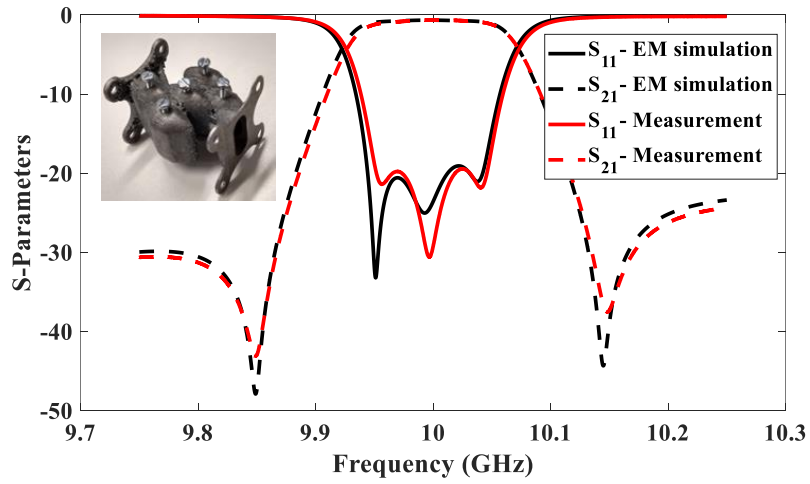 0
-10
-20
-30
-40
-50
S-Parameters
9.7
9.8
9.9
10
10.1
10.2
10.3
Frequency (GHz)
S₁₁- EM simulation
S₂₁- EM simulation
S₁₁- Measurement
S₂₁- Measurement